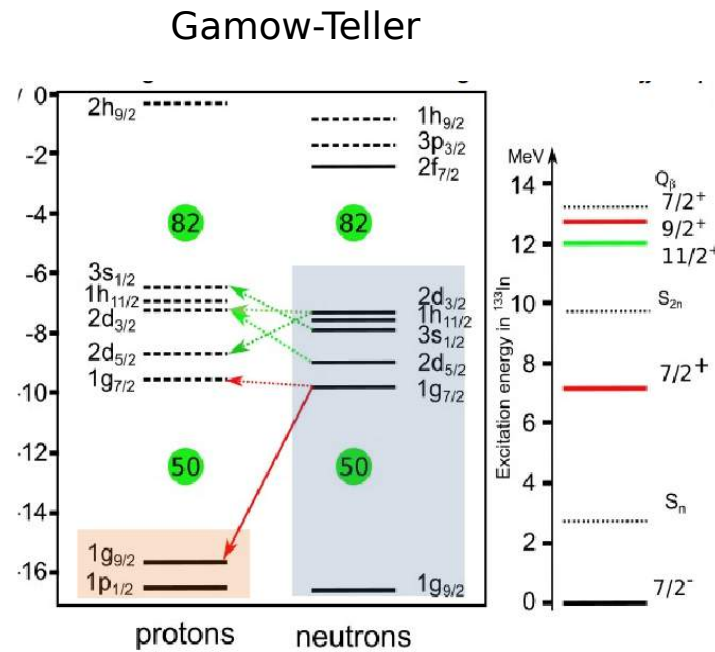 Gamow-Teller
0
-2
-4
-6
-8
-10
-12
-14
-16
2h9/2
82
3s1/2
1h11/2
2d3/2
2d5/2
1g7/2
50
1g9/2
1p1/2
protons
1h9/2
3p3/2
2f7/2
82
2d3/2
1h11/2
3s1/2
2d5/2
1g7/2
50
1g9/2
neutrons
MeV
Excitation energy in 133In
14
12
10
8
6
4
2
0
Qβ
7/2+
9/2+
11/2+
S2n
7/2+
Sn
7/2-